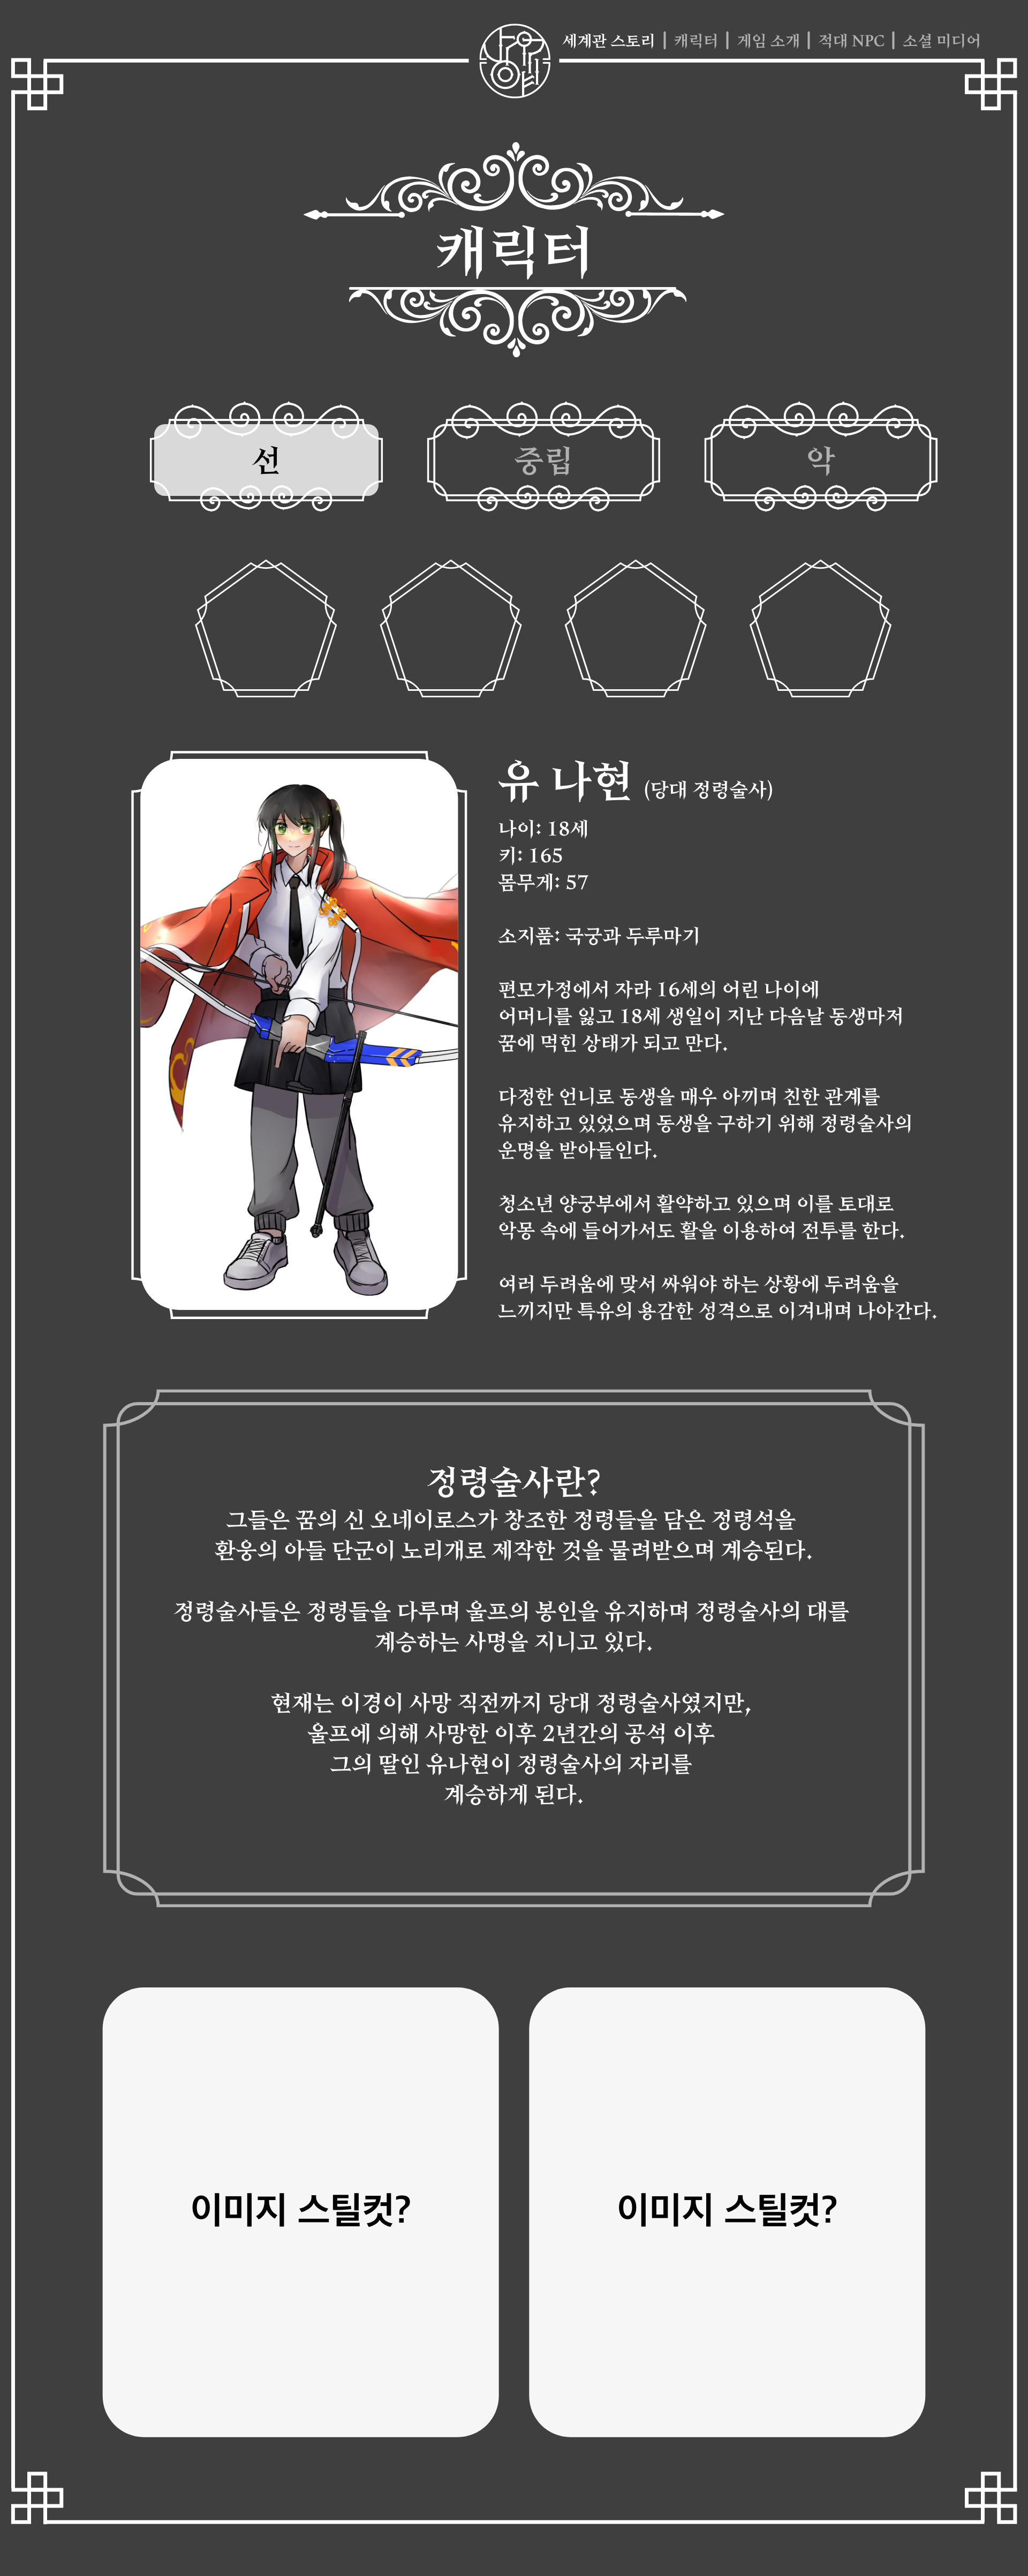 세계관 스토리 | 캐릭터 | 게임 소개 | 적대 NPC | 소셜 미디어
캐릭터
선
중립
악
유 나현 (당대 정령술사)
나이: 18세
키: 165
몸무게: 57
소지품: 국궁과 두루마기
편모가정에서 자라 16세의 어린 나이에
어머니를 잃고 18세 생일이 지난 다음날 동생마저
꿈에 먹힌 상태가 되고 만다.
다정한 언니로 동생을 매우 아끼며 친한 관계를
유지하고 있었으며 동생을 구하기 위해 정령술사의
운명을 받아들인다.
청소년 양궁부에서 활약하고 있으며 이를 토대로
악몽 속에 들어가서도 활을 이용하여 전투를 한다.
여러 두려움에 맞서 싸워야 하는 상황에 두려움을
느끼지만 특유의 용감한 성격으로 이겨내며 나아간다.
정령술사란?
그들은 꿈의 신 오네이로스가 창조한 정령들을 담은 정령석을
환웅의 아들 단군이 노리개로 제작한 것을 물려받으며 계승된다.
정령술사들은 정령들을 다루며 울프의 봉인을 유지하며 정령술사의 대를
계승하는 사명을 지니고 있다.
현재는 이경이 사망 직전까지 당대 정령술사였지만,
울프에 의해 사망한 이후 2년간의 공석 이후
그의 딸인 유나현이 정령술사의 자리를
계승하게 된다.
이미지 스틸컷?
이미지 스틸컷?